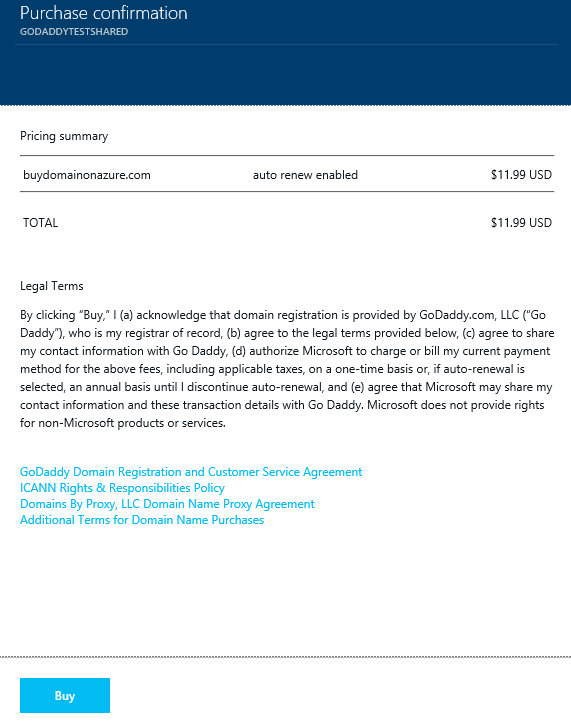 Purchase confirmation
GODADDYTESTSHARED
Pricing summary
buydomainonazure.com auto renew enabled $11.99 USD
TOTAL $11.99 USD
Legal Terms
By clicking “Buy,” I (a) acknowledge that domain registration is provided by GoDaddy.com, LLC (“Go
Daddy”), who is my registrar of record, (b) agree to the legal terms provided below, (c) agree to share
my contact information with Go Daddy, (d) authorize Microsoft to charge or bill my current payment
method for the above fees, including applicable taxes, on a one-time basis or, if auto-renewal is
selected, an annual basis until I discontinue auto-renewal, and (e) agree that Microsoft may share my
contact information and these transaction details with Go Daddy. Microsoft does not provide rights
for non-Microsoft products or services.
GoDaddy Domain Registration and Customer Service Agreement
ICANN Rights & Responsibilities Policy
Domains By Proxy, LLC Domain Name Proxy Agreement
Additional Terms for Domain Name Purchases
Buy